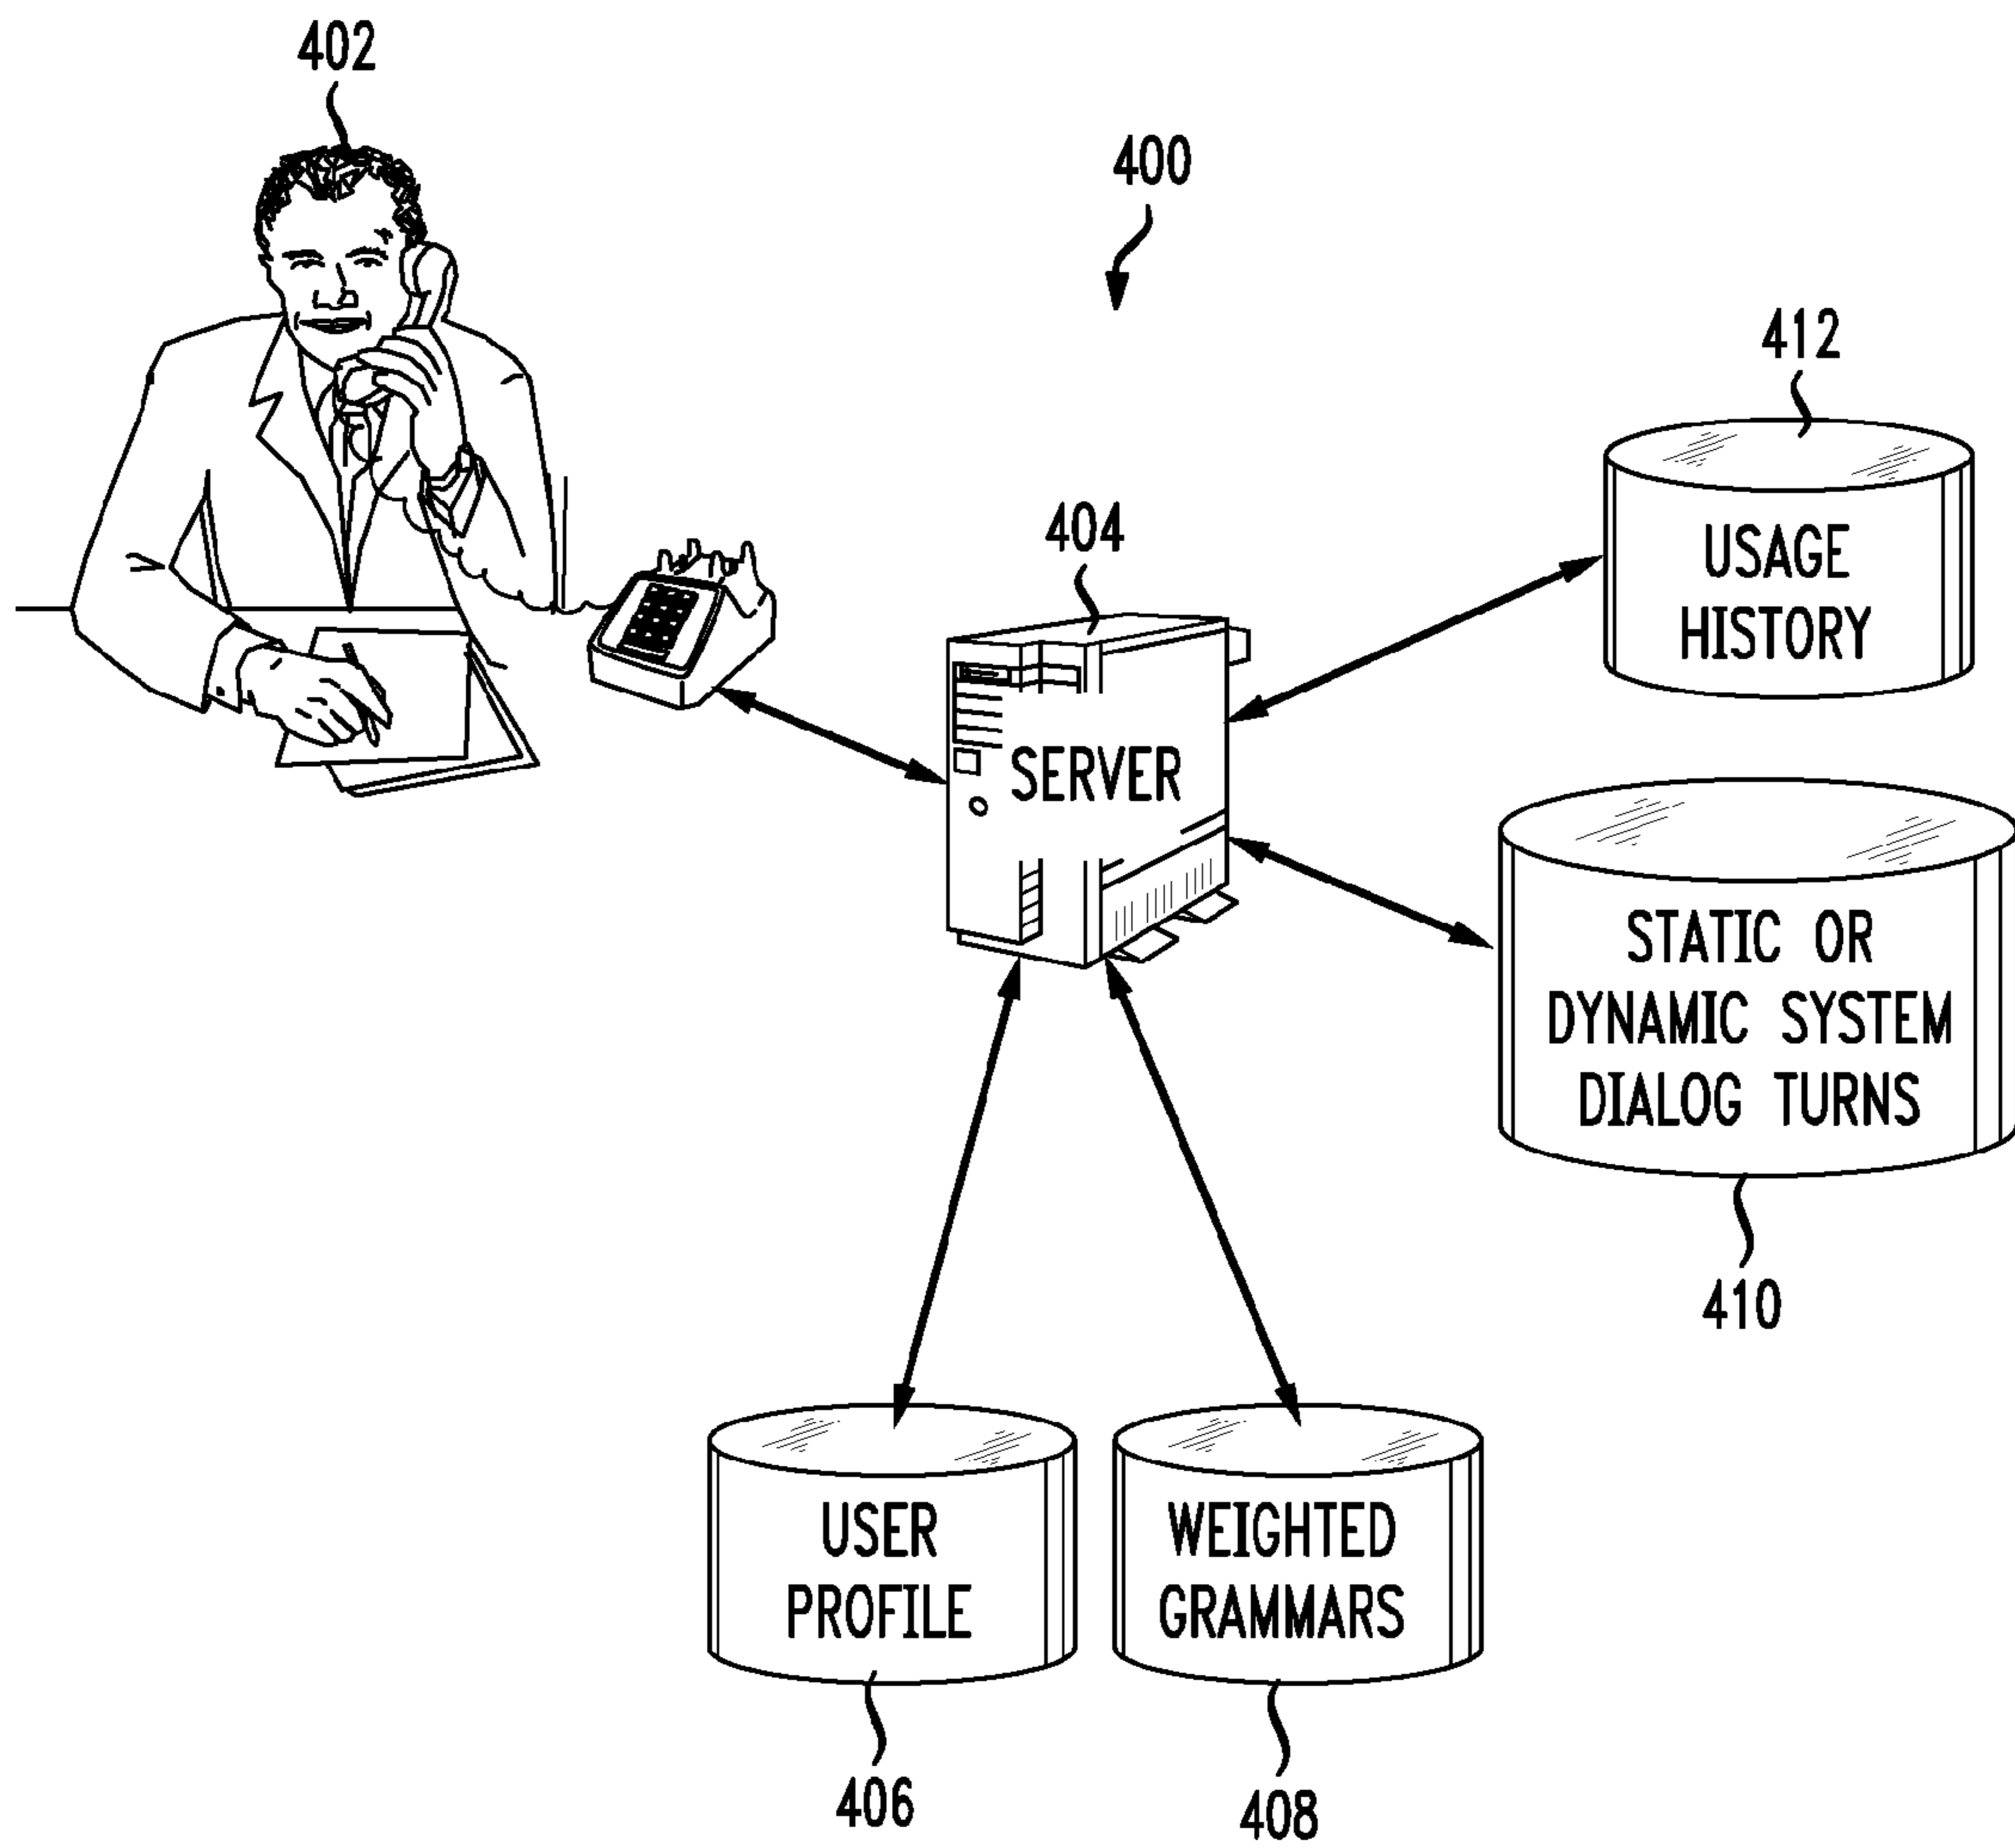 402
400
412
USAGE
HISTORY
404
SERVER
STATIC OR
DYNAMIC SYSTEM
DIALOG TURNS
410
USER
PROFILE
WEIGHTED
GRAMMARS
406
408